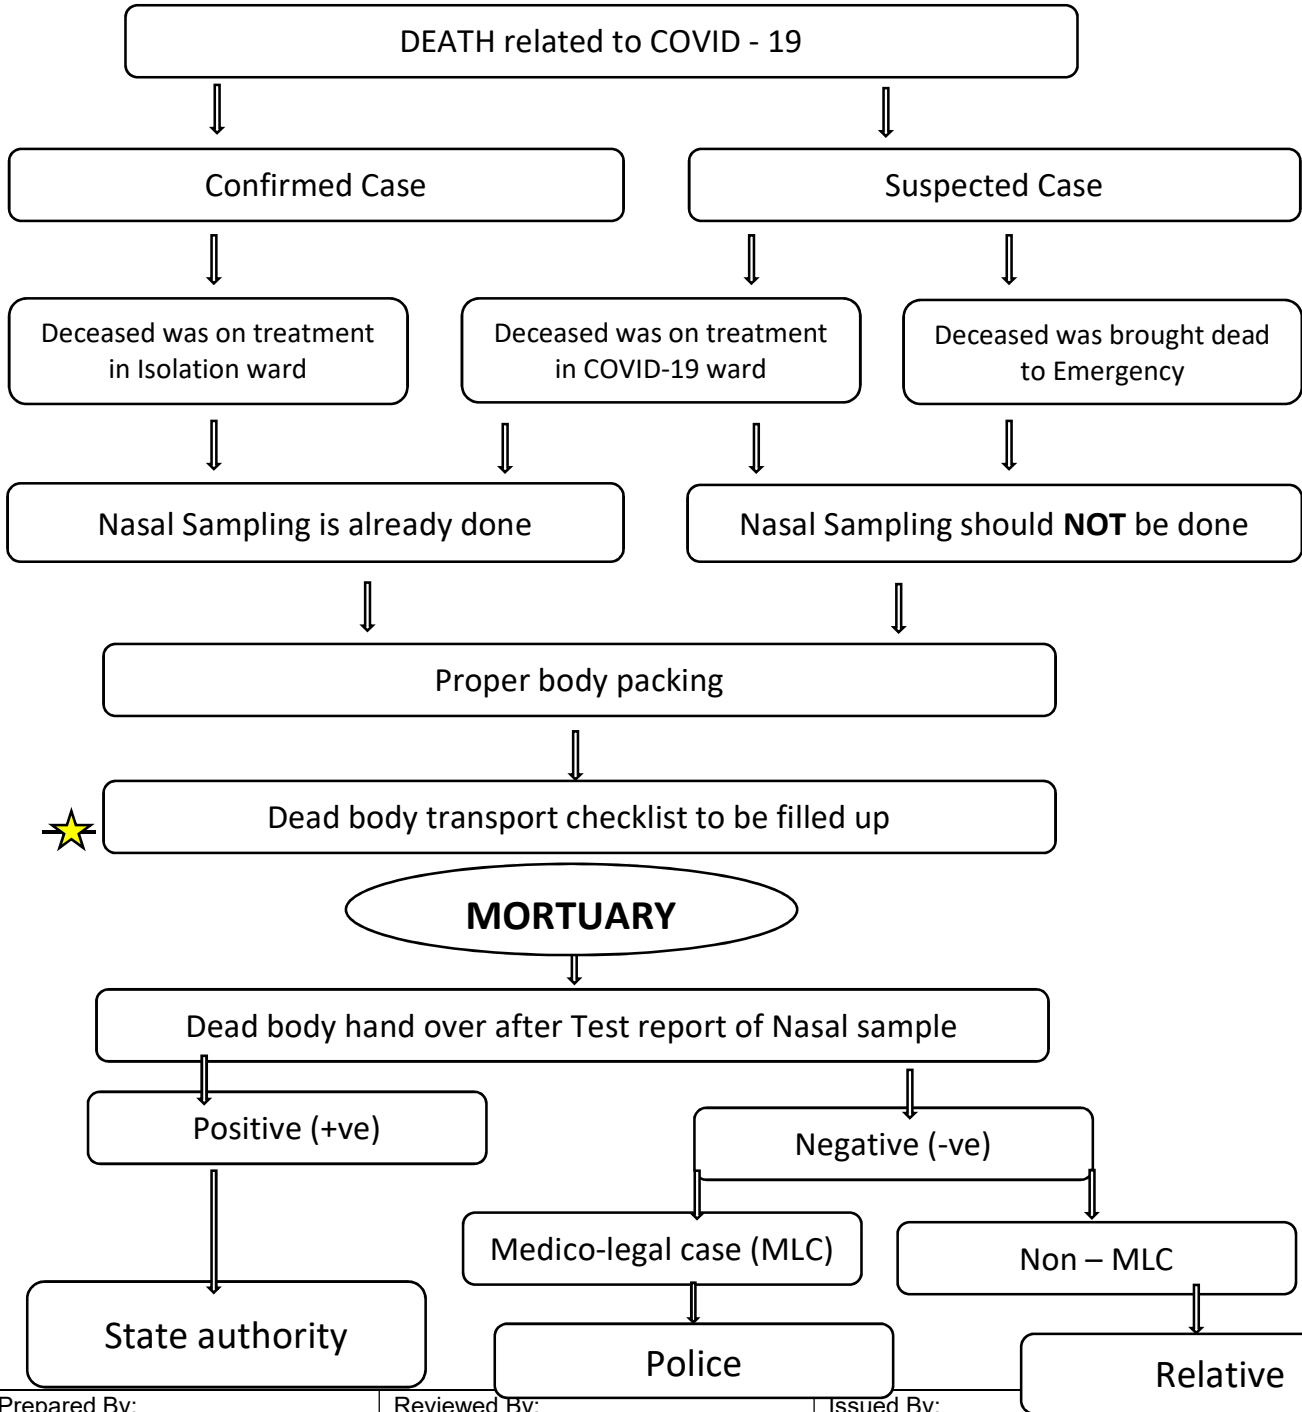 DEATH related to COVID - 19
Confirmed Case
Suspected Case
Deceased was on treatment
in Isolation ward
Deceased was on treatment
in COVID-19 ward
Deceased was brought dead
to Emergency
Nasal Sampling is already done
Nasal Sampling should NOT be done
Proper body packing
Dead body transport checklist to be filled up
MORTUARY
Dead body hand over after Test report of Nasal sample
Positive (+ve)
Negative (-ve)
Medico-legal case (MLC)
Non – MLC
State authority
Police
Relative
Prepared By:
Reviewed By:
Issued By: